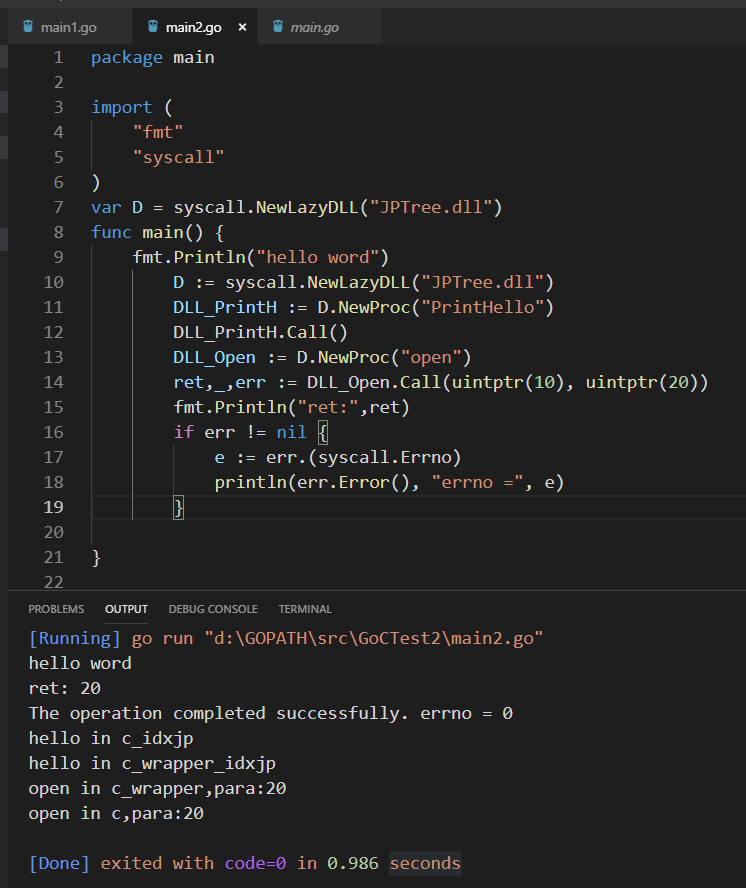 main1.go main2.go × main.go
1 package main
2
3 import (
4 "fmt"
5 "syscall"
6 )
7 var D = syscall.NewLazyDLL("JPTree.dll")
8 func main() {
9 fmt.Println("hello word")
10 D := syscall.NewLazyDLL("JPTree.dll")
11 DLL_PrintH := D.NewProc("PrintHello")
12 DLL_PrintH.Call()
13 DLL_Open := D.NewProc("open")
14 ret,_,err := DLL_Open.Call(uintptr(10), uintptr(20))
15 fmt.Println("ret:",ret)
16 if err != nil {
17 e := err.(syscall.Errno)
18 println(err.Error(), "errno =", e)
19 }
20
21 }
22
PROBLEMS OUTPUT DEBUG CONSOLE TERMINAL
[Running] go run "d:\GOPATH\src\GoCTest2\main2.go"
hello word
ret: 20
The operation completed successfully. errno = 0
hello in c_idxjp
hello in c_wrapper_idxjp
open in c_wrapper,para:20
open in c,para:20
[Done] exited with code=0 in 0.986 seconds